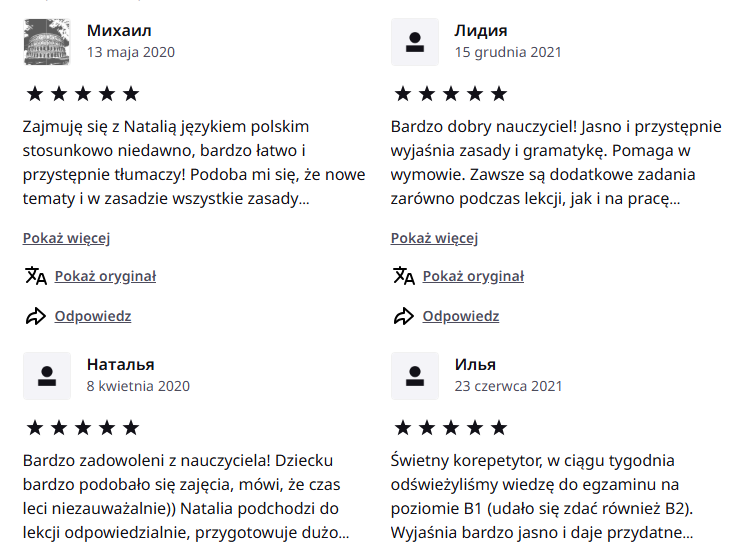 Михаил
13 maja 2020
Zajmuję się z Natalią językiem polskim
stosunkowo niedawno, bardzo łatwo i
przystępnie tłumaczy! Podoba mi się, że nowe
tematy i w zasadzie wszystkie zasady...
Pokaż więcej
Pokaż oryginał
Odpowiedz
Лидия
15 grudnia 2021
Bardzo dobry nauczyciel! Jasno i przystępnie
wyjaśnia zasady i gramatykę. Pomaga w
wymowie. Zawsze są dodatkowe zadania
zarówno podczas lekcji, jak i na pracę...
Pokaż więcej
Pokaż oryginał
Odpowiedz
Наталья
8 kwietnia 2020
Bardzo zadowoleni z nauczyciela! Dziecku
bardzo podobało się zajęcia, mówi, że czas
leci niezauważalnie)) Natalia podchodzi do
lekcji odpowiedzialnie, przygotowuje dużo...
Илья
23 czerwca 2021
Świetny korepetytor, w ciągu tygodnia
odświeżyliśmy wiedzę do egzaminu na
poziomie B1 (udało się zdać również B2).
Wyjaśnia bardzo jasno i daje przydatne...